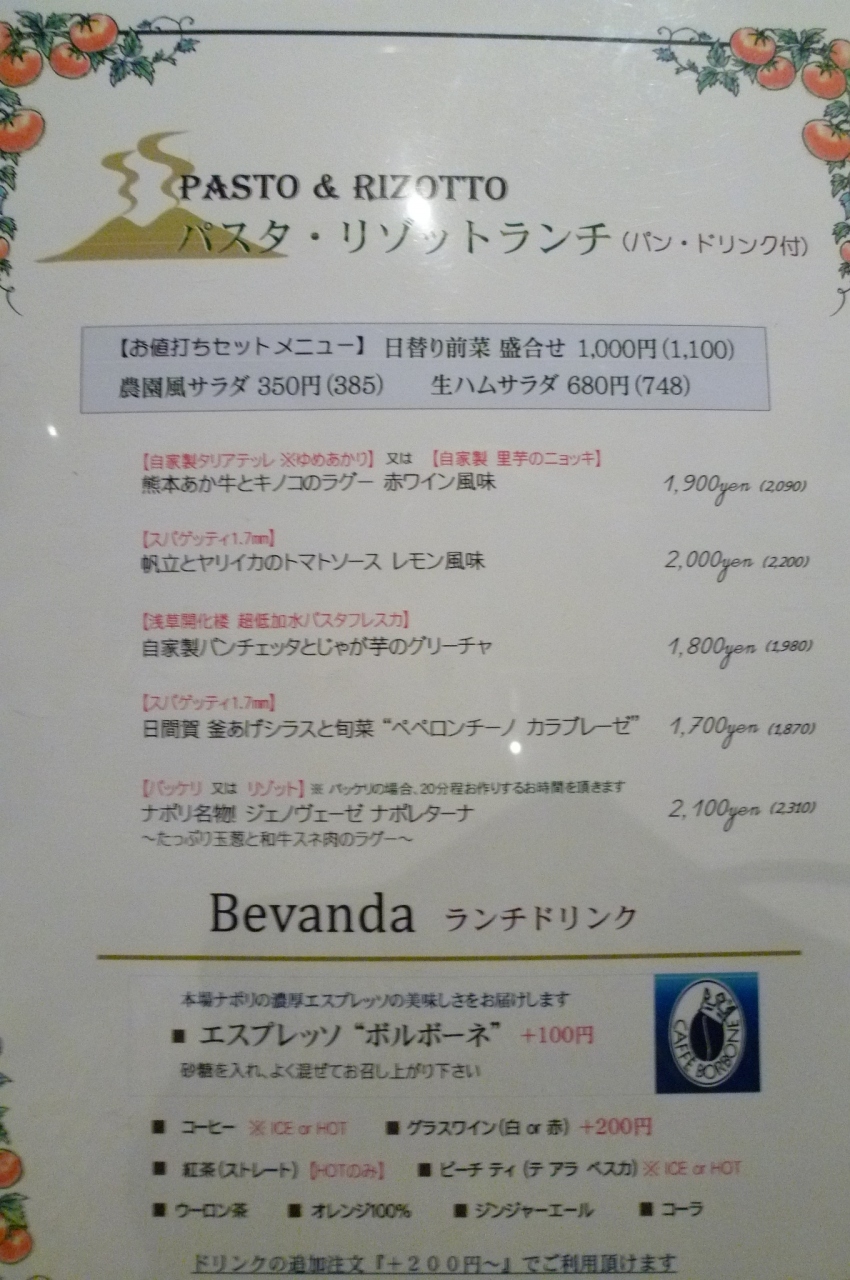 PASTO & RIZOTTO
パスタ・リゾットランチ（パン・ドリンク付）
【お値打ちセットメニュー】 日替り前菜 盛合せ 1,000円(1,100)
農園風サラダ 350円(385) 生ハムサラダ 680円(748)
【自家製タリアテッレ ※ゆめあかり】 又は 【自家製 里芋のニョッキ】
熊本あか牛とキノコのラグー 赤ワイン風味 1,900yen (2,090)
【スパゲッティ1.7mm】
帆立とヤリイカのトマトソース レモン風味 2,000yen (2,200)
【浅草開化楼 超低加水パスタフレスカ】
自家製パンチェッタとじゃが芋のグリーチャ 1,800yen (1,980)
【スパゲッティ1.7mm】
日間賀 釜あげシラスと旬菜 “ペペロンチーノ カラブレーゼ” 1,700yen (1,870)
【パッケリ 又は リゾット】 ※ パッケリの場合、20分程お作りするお時間を頂きます
ナポリ名物! ジェノヴェーゼ ナポレターナ 2,100yen (2,310)
～たっぷり玉葱と和牛スネ肉のラグー～
Bevanda ランチドリンク
本場ナポリの濃厚エスプレッソの美味しさをお届けします
■ エスプレッソ “ボルボーネ” +100円
砂糖を入れ、よく混ぜてお召し上がり下さい
CAFFÈ BORBONE
■ コーヒー ※ ICE or HOT ■ グラスワイン（白 or 赤） +200円
■ 紅茶（ストレート）【HOTのみ】 ■ ピーチ ティ （テ アラ ペスカ） ※ ICE or HOT
■ ウーロン茶 ■ オレンジ100% ■ ジンジャーエール ■ コーラ
ドリンクの追加注文『＋２００円～』でご利用頂けます